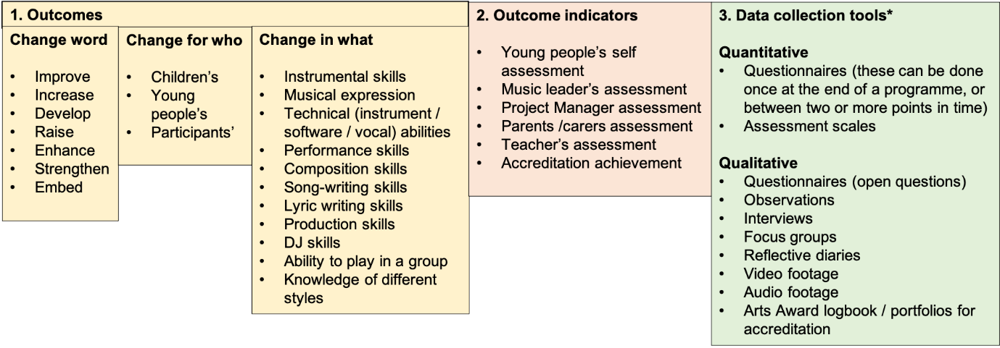 1. Outcomes
Change word
• Improve
• Increase
• Develop
• Raise
• Enhance
• Strengthen
• Embed
Change for who
• Children’s
• Young
people’s
• Participants’
Change in what
• Instrumental skills
• Musical expression
• Technical (instrument /
software / vocal) abilities
• Performance skills
• Composition skills
• Song-writing skills
• Lyric writing skills
• Production skills
• DJ skills
• Ability to play in a group
• Knowledge of different
styles
2. Outcome indicators
• Young people’s self
assessment
• Music leader’s assessment
• Project Manager assessment
• Parents /carers assessment
• Teacher’s assessment
• Accreditation achievement
3. Data collection tools*
Quantitative
• Questionnaires (these can be done
once at the end of a programme, or
between two or more points in time)
• Assessment scales
Qualitative
• Questionnaires (open questions)
• Observations
• Interviews
• Focus groups
• Reflective diaries
• Video footage
• Audio footage
• Arts Award logbook / portfolios for
accreditation